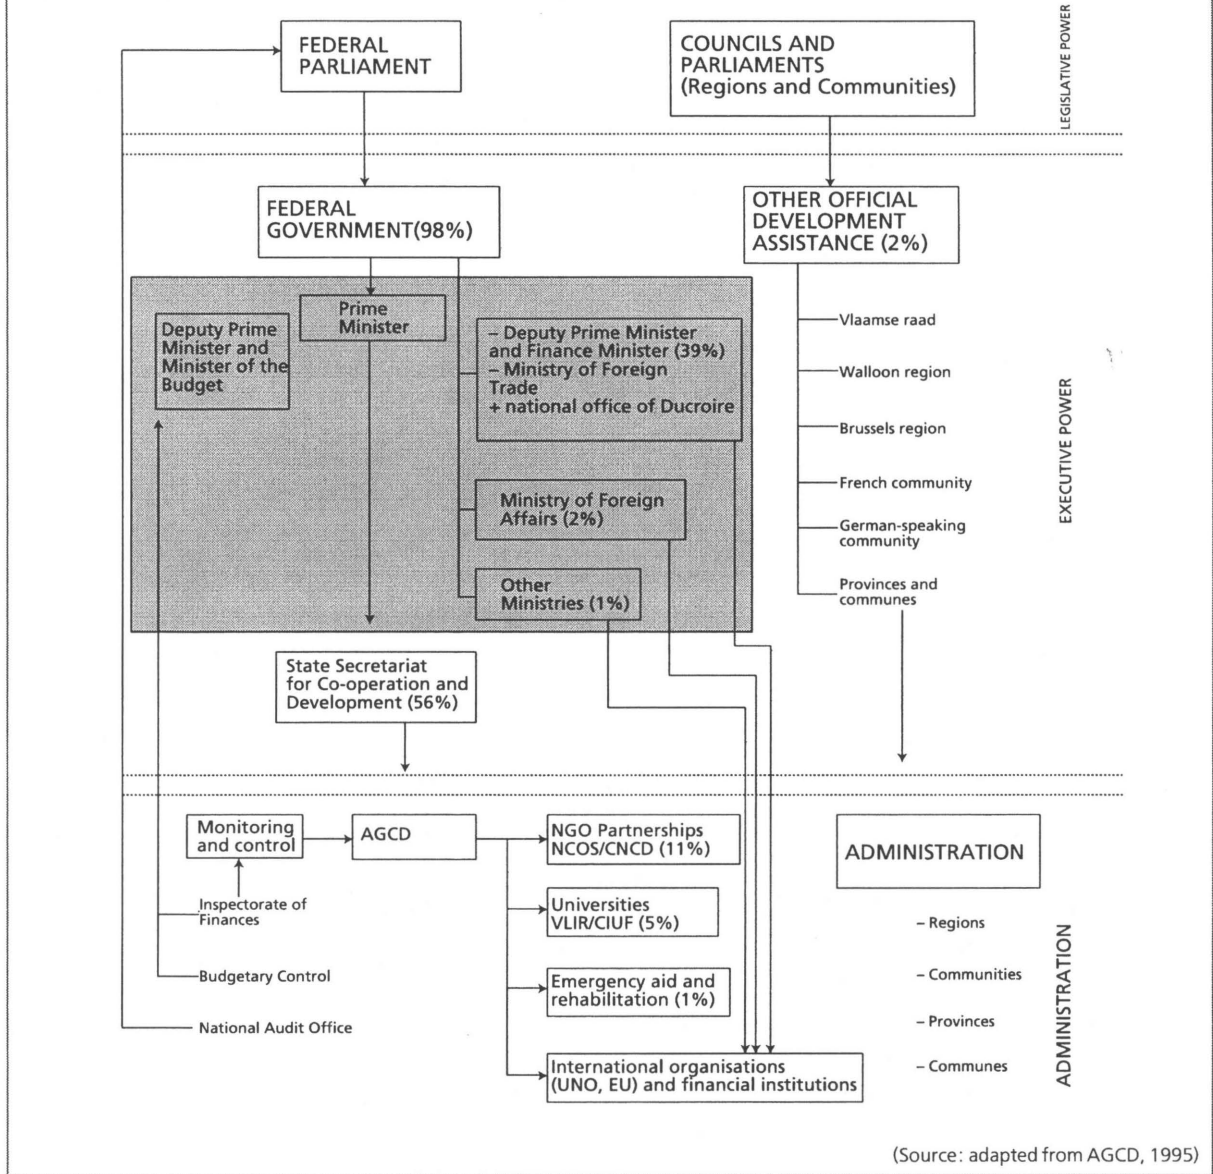 FEDERAL
PARLIAMENT
COUNCILS AND
PARLIAMENTS
(Regions and Communities)
LEGISLATIVE POWER
FEDERAL
GOVERNMENT(98%)
OTHER OFFICIAL
DEVELOPMENT
ASSISTANCE (2%)
Deputy Prime
Minister and
Minister of the
Budget
Prime
Minister
– Deputy Prime Minister
and Finance Minister (39%)
– Ministry of Foreign
Trade
+ national office of Ducroire
Ministry of Foreign
Affairs (2%)
Other
Ministries (1%)
Vlaamse raad
Walloon region
Brussels region
French community
German-speaking
community
Provinces and
communes
EXECUTIVE POWER
State Secretariat
for Co-operation and
Development (56%)
Monitoring
and control
AGCD
NGO Partnerships
NCOS/CNCD (11%)
Universities
VLIR/CIUF (5%)
Emergency aid and
rehabilitation (1%)
International organisations
(UNO, EU) and financial institutions
Inspectorate of
Finances
Budgetary Control
National Audit Office
ADMINISTRATION
– Regions
– Communities
– Provinces
– Communes
ADMINISTRATION
(Source: adapted from AGCD, 1995)